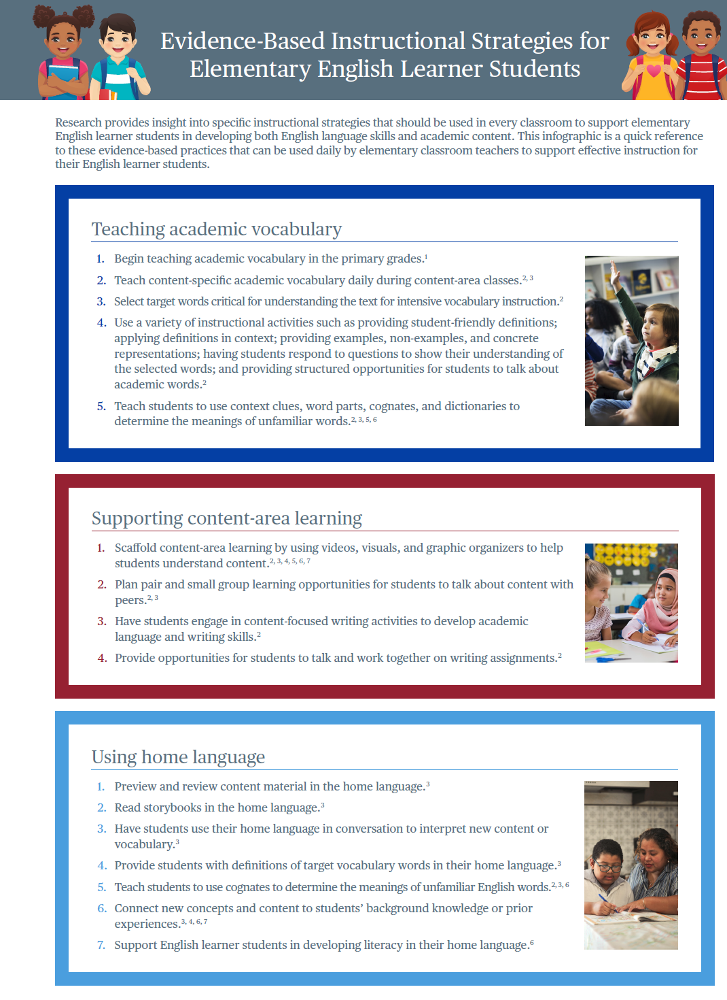 Evidence-Based Instructional Strategies for
Elementary English Learner Students
Research provides insight into specific instructional strategies that should be used in every classroom to support elementary
English learner students in developing both English language skills and academic content. This infographic is a quick reference
to these evidence-based practices that can be used daily by elementary classroom teachers to support effective instruction for
their English learner students.
Teaching academic vocabulary
1. Begin teaching academic vocabulary in the primary grades.1
2. Teach content-specific academic vocabulary daily during content-area classes.2, 3
3. Select target words critical for understanding the text for intensive vocabulary instruction.2
4. Use a variety of instructional activities such as providing student-friendly definitions;
applying definitions in context; providing examples, non-examples, and concrete
representations; having students respond to questions to show their understanding of
the selected words; and providing structured opportunities for students to talk about
academic words.2
5. Teach students to use context clues, word parts, cognates, and dictionaries to
determine the meanings of unfamiliar words.2, 3, 5, 6
Supporting content-area learning
1. Scaffold content-area learning by using videos, visuals, and graphic organizers to help
students understand content.2, 3, 4, 5, 6, 7
2. Plan pair and small group learning opportunities for students to talk about content with
peers.2, 3
3. Have students engage in content-focused writing activities to develop academic
language and writing skills.2
4. Provide opportunities for students to talk and work together on writing assignments.2
Using home language
1. Preview and review content material in the home language.3
2. Read storybooks in the home language.3
3. Have students use their home language in conversation to interpret new content or
vocabulary.3
4. Provide students with definitions of target vocabulary words in their home language.3
5. Teach students to use cognates to determine the meanings of unfamiliar English words.2, 3, 6
6. Connect new concepts and content to students’ background knowledge or prior
experiences.3, 4, 6, 7
7. Support English learner students in developing literacy in their home language.6